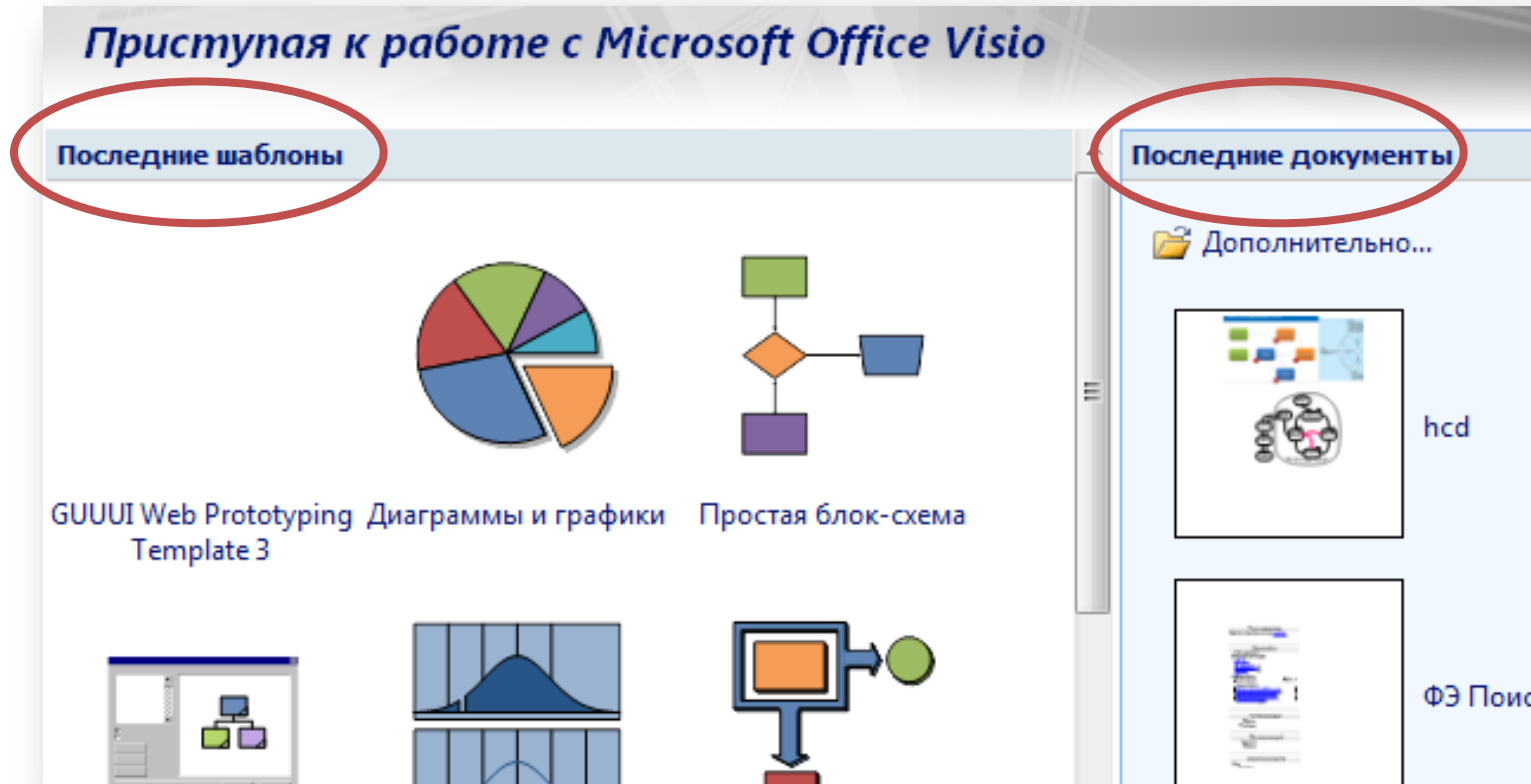 Приступая к работе с Microsoft Office Visio
Последние шаблоны
GUUUI Web Prototyping
Template 3
Диаграммы и графики
Простая блок-схема
Последние документы
Дополнительно...
hcd
ФЭ